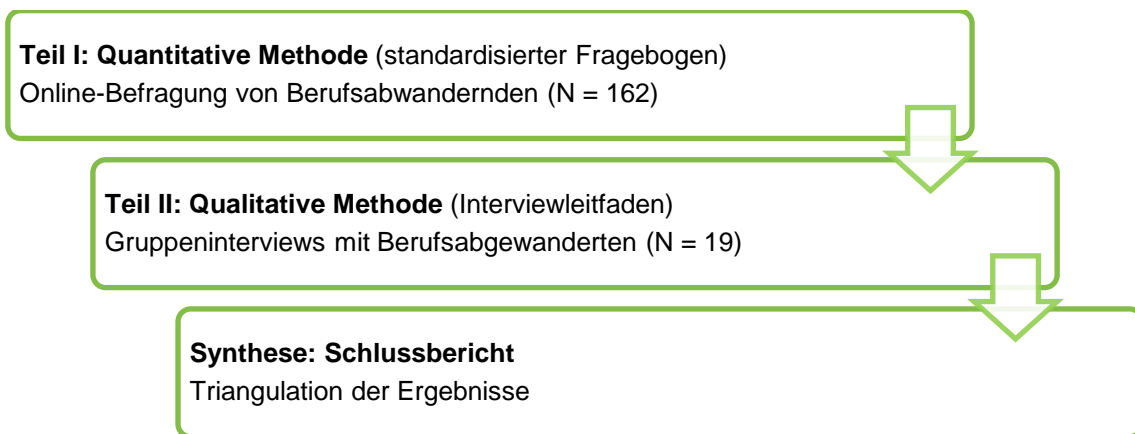 Teil I: Quantitative Methode (standardisierter Fragebogen)
Online-Befragung von Berufsabwandernden (N = 162)
Teil II: Qualitative Methode (Interviewleitfaden)
Gruppeninterviews mit Berufsabgewanderten (N = 19)
Synthese: Schlussbericht
Triangulation der Ergebnisse